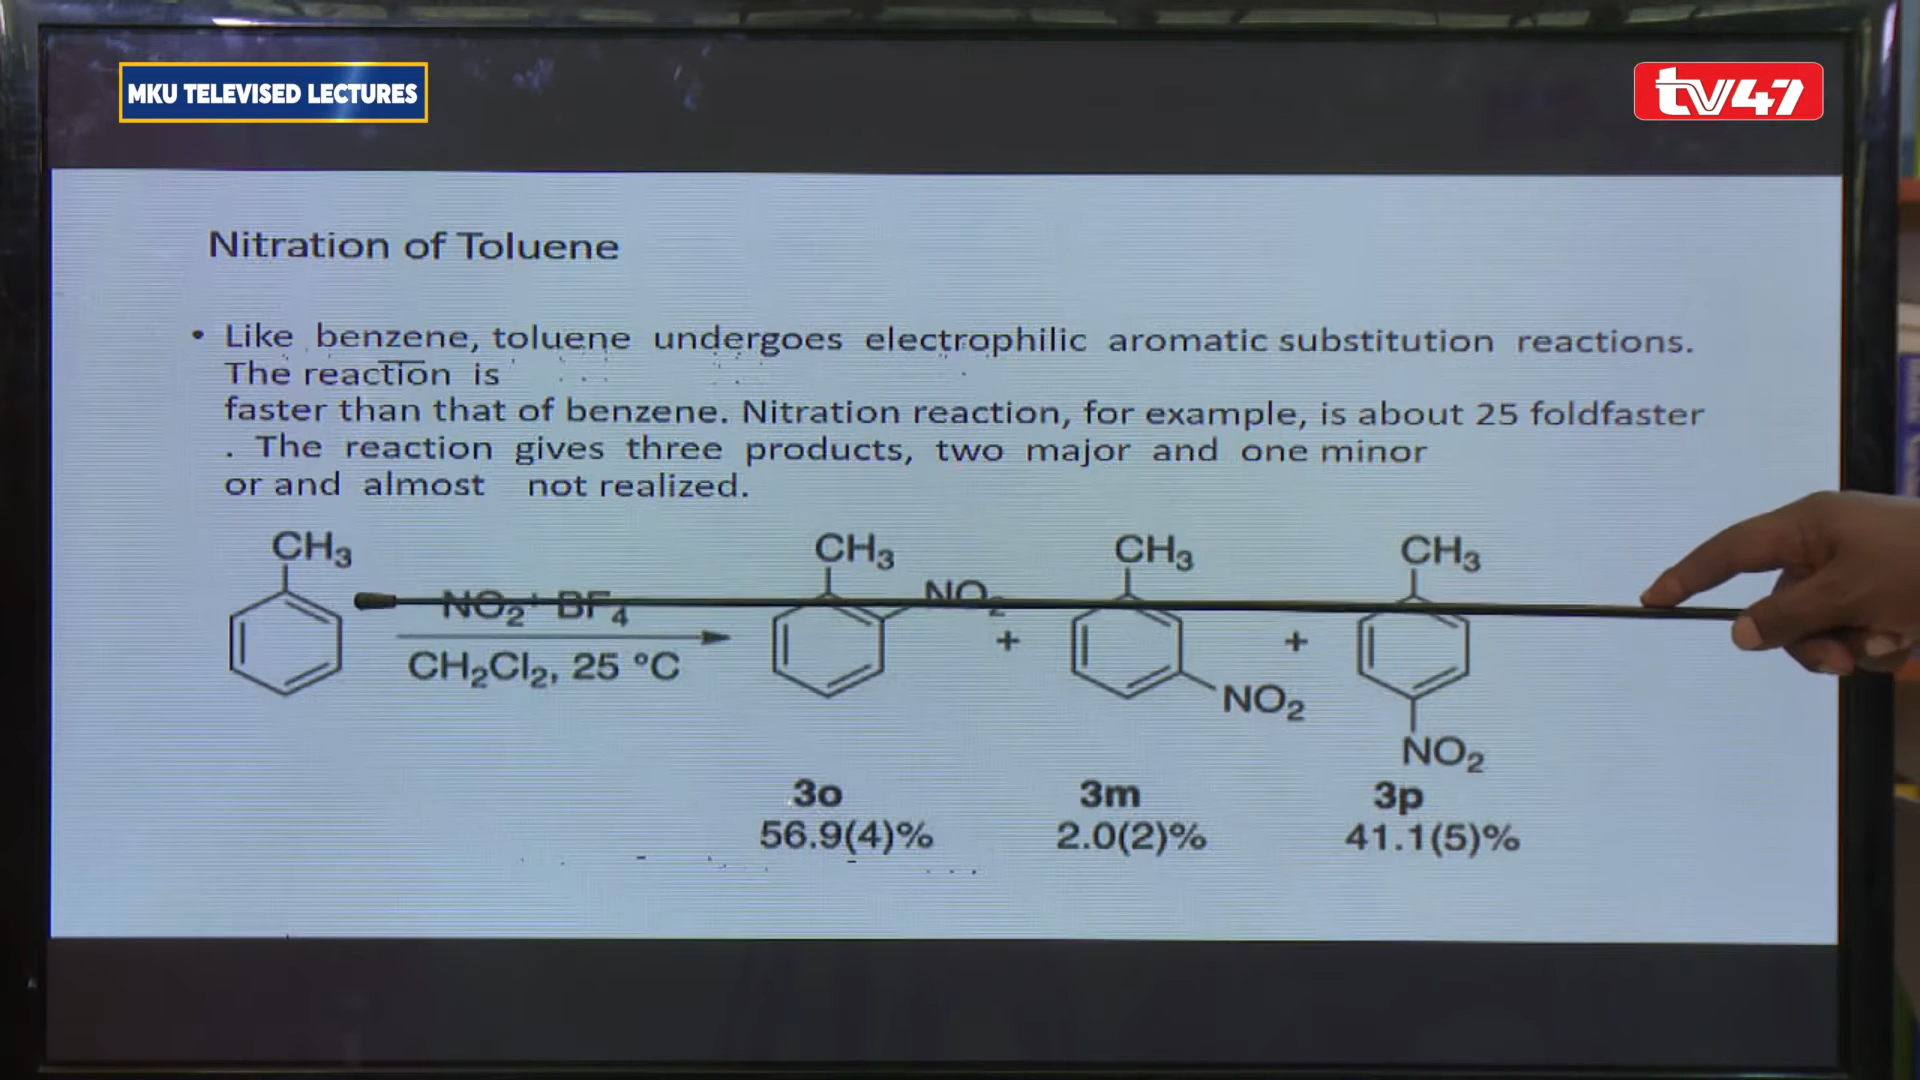 MKU TELEVISED LECTURES
tv47
Nitration of Toluene
• Like benzene, toluene undergoes electrophilic aromatic substitution reactions.
The reaction is
faster than that of benzene. Nitration reaction, for example, is about 25 foldfaster
. The reaction gives three products, two major and one minor
or and almost not realized.
CH₃ CH₃ CH₃ CH₃
NO₂⁺ BF₄ NO₂
+ +
CH₂Cl₂, 25 °C
NO₂
NO₂
3o 3m 3p
56.9(4)% 2.0(2)% 41.1(5)%